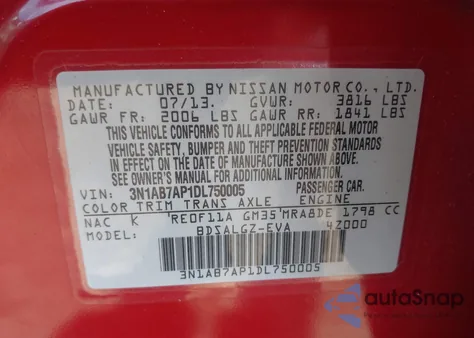 MANUFACTURED BY NISSAN MOTOR CO., LTD.
DATE: 07/13. GVWR: 3816 LBS
GAWR FR: 2006 LBS GAWR RR: 1841 LBS
THIS VEHICLE CONFORMS TO ALL APPLICABLE FEDERAL MOTOR
VEHICLE SAFETY, BUMPER AND THEFT PREVENTION STANDARDS
IN EFFECT ON THE DATE OF MANUFACTURE SHOWN ABOVE.
SEE OWNER'S MANUAL FOR ADDITIONAL INFORMATION.
VIN: 3N1AB7AP1DL750005 PASSENGER CAR.
COLOR TRIM TRANS AXLE ENGINE
NAC K RE0F11A GM35 MRA8DE 1798 CC
MODEL: BDSALGZ-EVA 4Z000
3N1AB7AP1DL750005
autoSnap